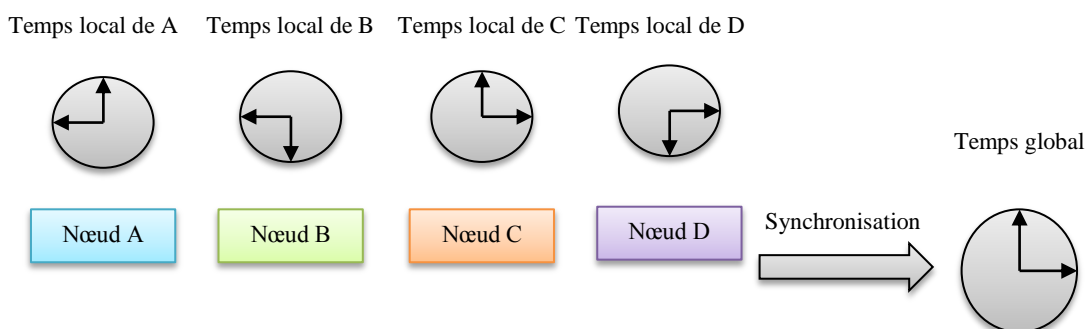 Temps local de A
Temps local de B
Temps local de C
Temps local de D
Temps global
Nœud A
Nœud B
Nœud C
Nœud D
Synchronisation